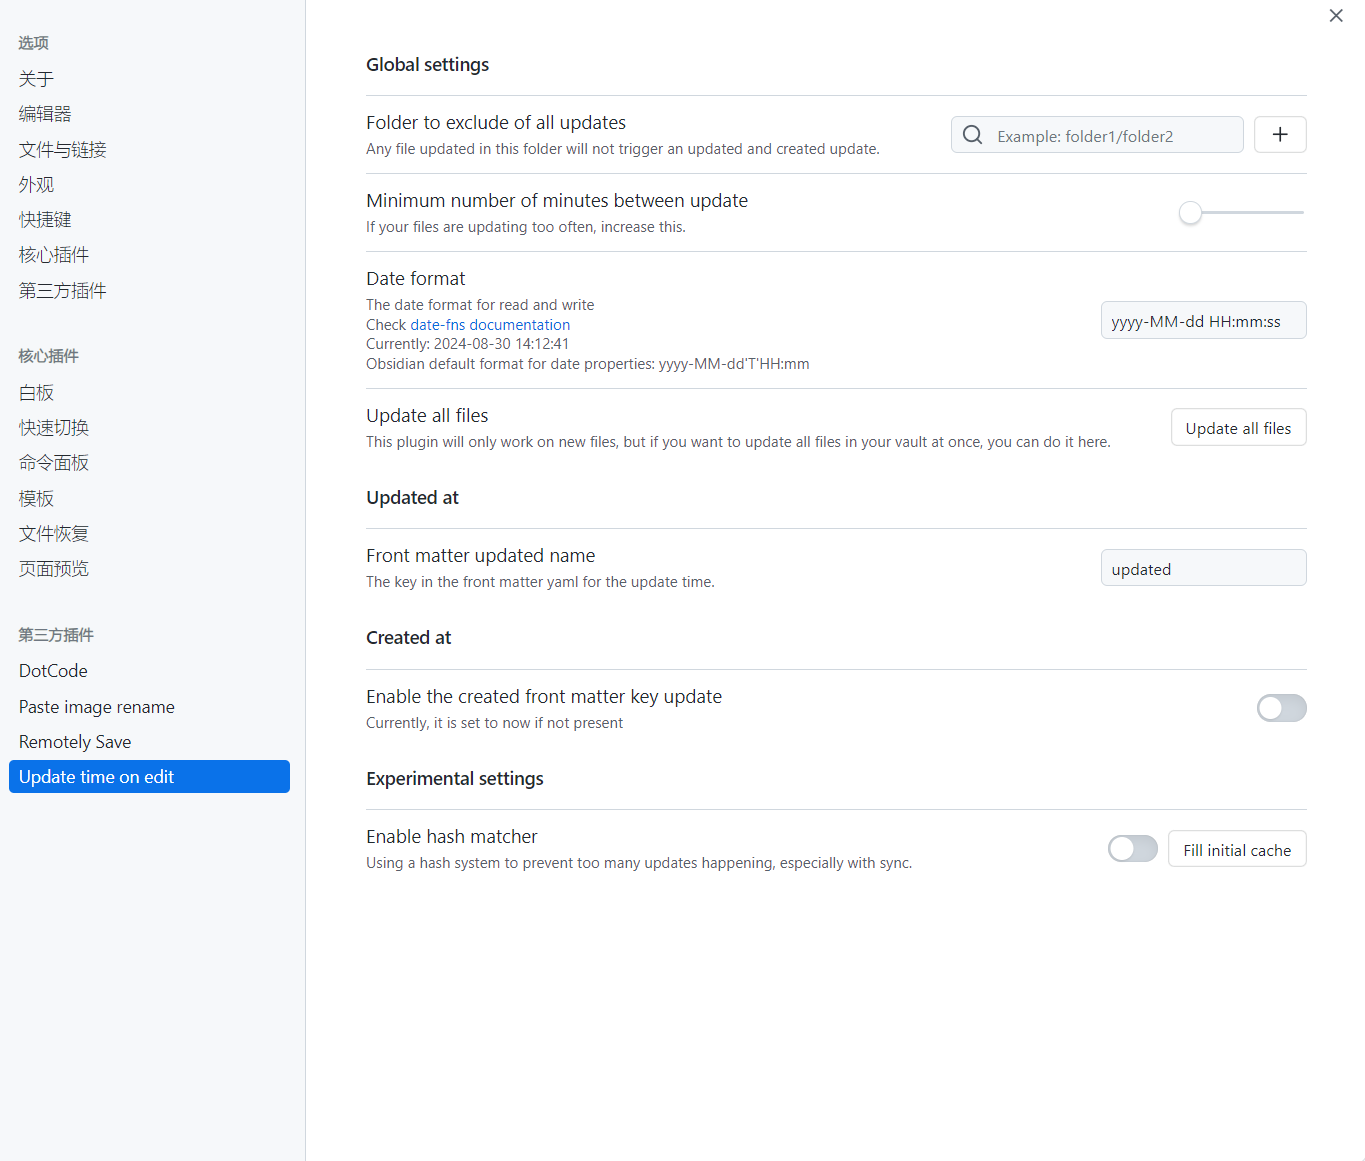 选项
关于
编辑器
文件与链接
外观
快捷键
核心插件
第三方插件
核心插件
白板
快速切换
命令面板
模板
文件恢复
页面预览
第三方插件
DotCode
Paste image rename
Remotely Save
Update time on edit
Global settings
Folder to exclude of all updates
Any file updated in this folder will not trigger an updated and created update.
Example: folder1/folder2
Minimum number of minutes between update
If your files are updating too often, increase this.
Date format
The date format for read and write
Check date-fns documentation
Currently: 2024-08-30 14:12:41
Obsidian default format for date properties: yyyy-MM-dd'T'HH:mm
yyyy-MM-dd HH:mm:ss
Update all files
This plugin will only work on new files, but if you want to update all files in your vault at once, you can do it here.
Update all files
Updated at
Front matter updated name
The key in the front matter yaml for the update time.
updated
Created at
Enable the created front matter key update
Currently, it is set to now if not present
Experimental settings
Enable hash matcher
Using a hash system to prevent too many updates happening, especially with sync.
Fill initial cache